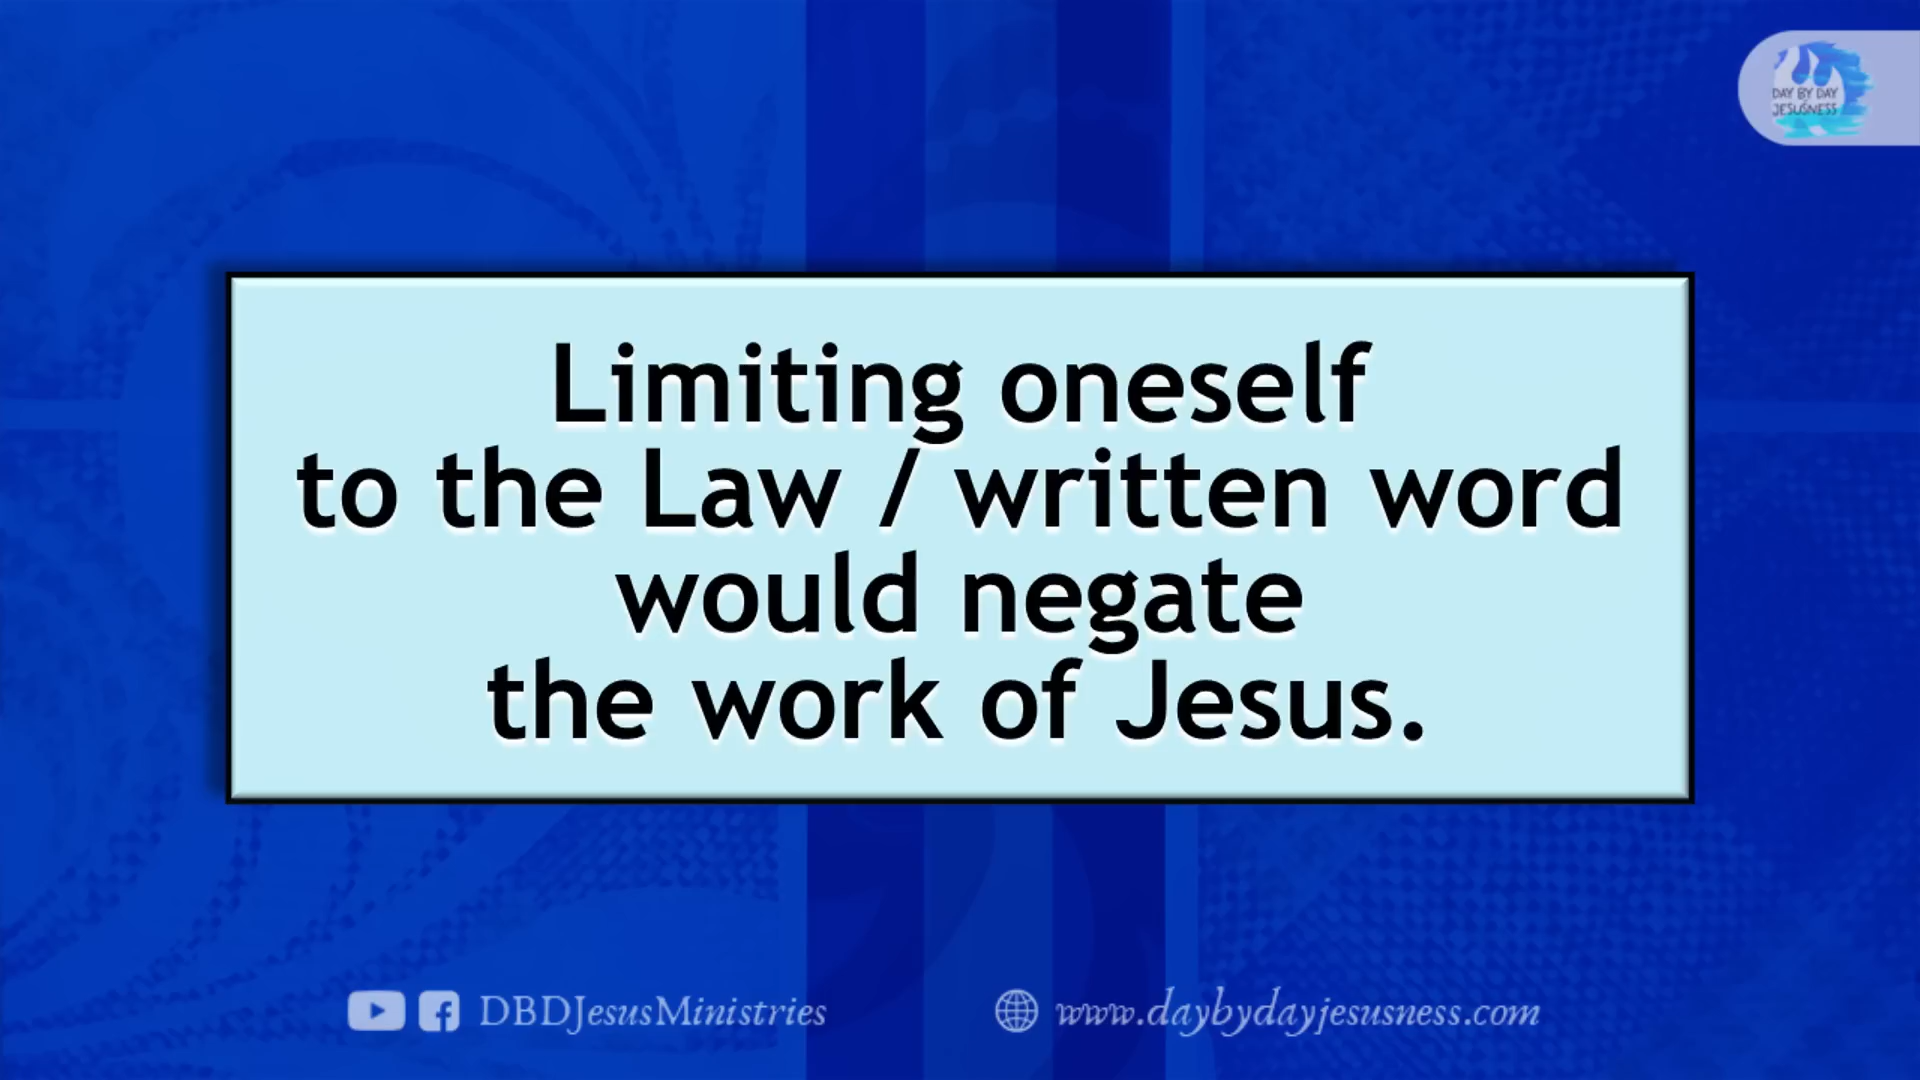 DAY BY DAY
JESUSNESS
Limiting oneself
to the Law / written word
would negate
the work of Jesus.
DBDJesusMinistries
www.daybydayjesusness.com